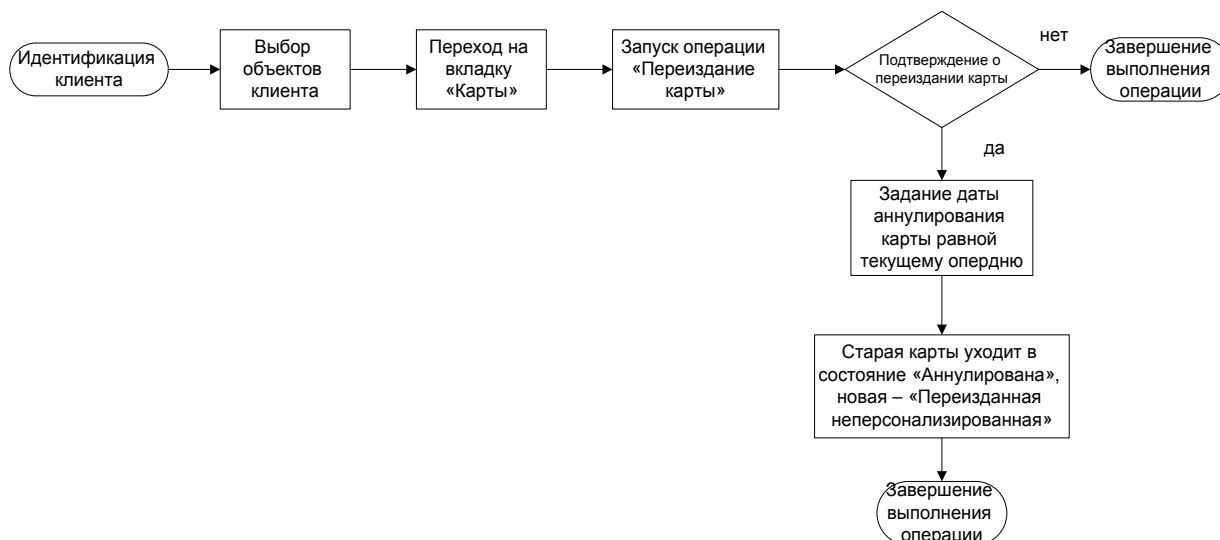 Идентификация
клиента
Выбор
объектов
клиента
Переход на
вкладку
«Карты»
Запуск операции
«Переиздание
карты»
Подтверждение о
переиздании карты
нет
Завершение
выполнения
операции
да
Задание даты
аннулирования
карты равной
текущему опердню
Старая карты уходит в
состояние «Аннулирована»,
новая – «Переизданная
неперсонализированная»
Завершение
выполнения
операции